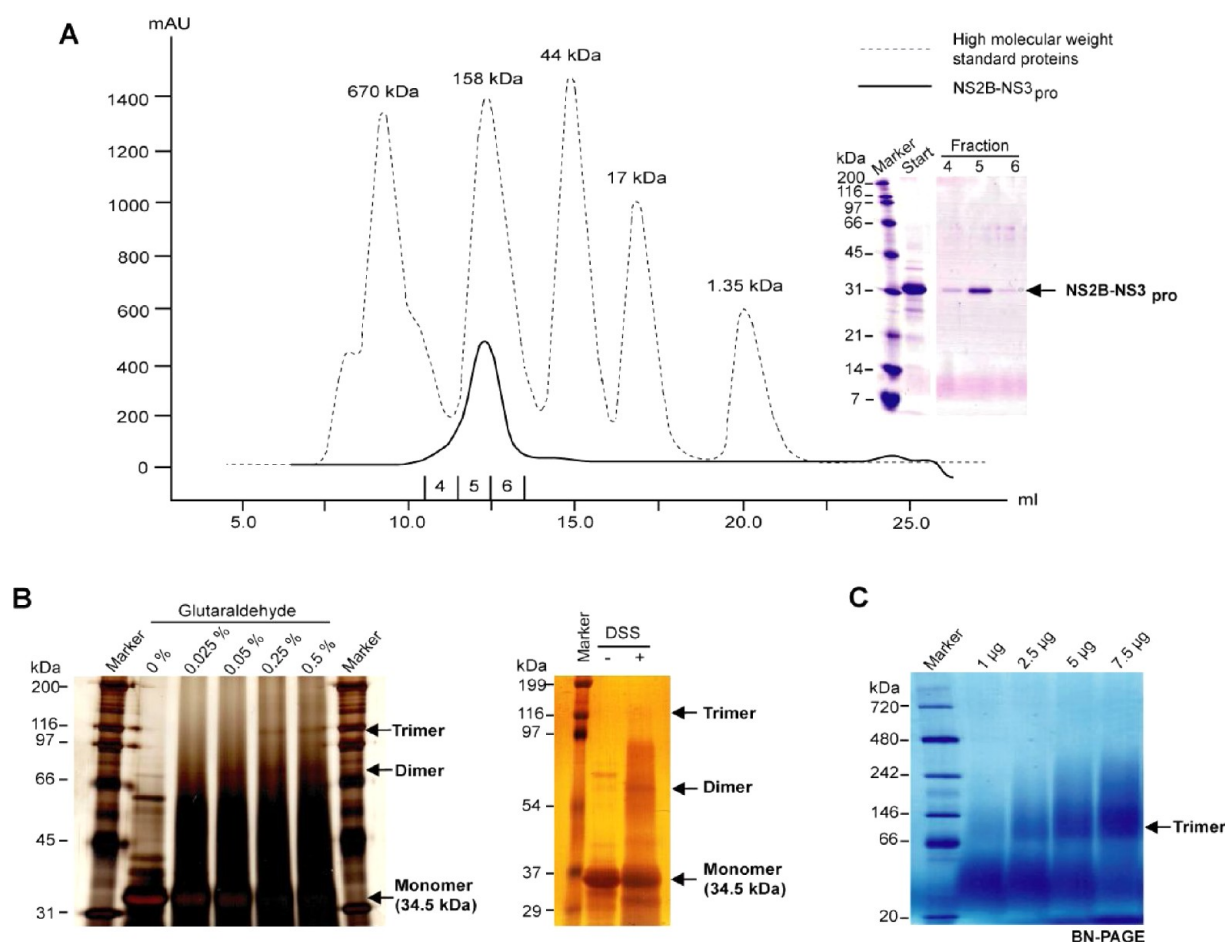 A
mAU
1400
1200
1000
800
600
400
200
0
670 kDa
158 kDa
44 kDa
17 kDa
1.35 kDa
4 5 6
5.0 10.0 15.0 20.0 25.0 ml
High molecular weight
standard proteins
NS2B-NS3pro
kDa Marker Start Fraction
4 5 6
200
116
97
66
45
31
21
14
7
NS2B-NS3 pro
B
Glutaraldehyde
kDa Marker 0 % 0.025 % 0.05 % 0.25 % 0.5 % Marker
200
116
97
66
45
31
Trimer
Dimer
Monomer
(34.5 kDa)
DSS
kDa Marker - +
199
116
97
54
37
29
Trimer
Dimer
Monomer
(34.5 kDa)
C
kDa Marker 1 µg 2.5 µg 5 µg 7.5 µg
720
480
242
146
66
20
Trimer
BN-PAGE